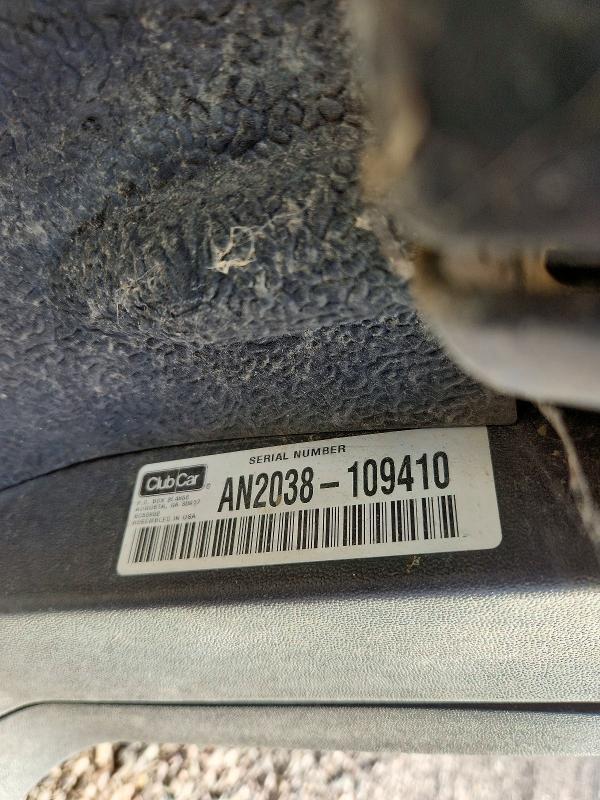 SERIAL NUMBER
Club Car®
AN2038-109410
AUGUSTA, GA
ASSEMBLED IN USA